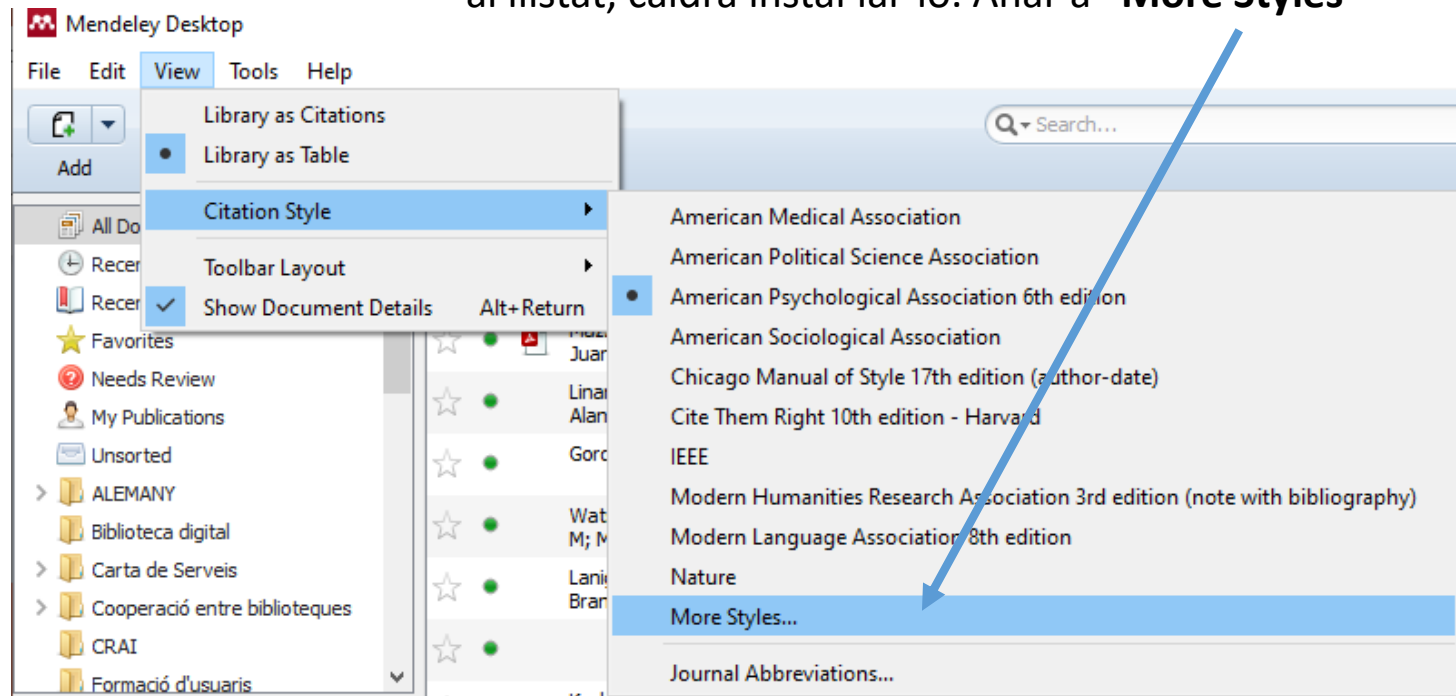 al llistat, caldrà instal·lar-lo. Anar a "More Styles"
Mendeley Desktop
File Edit View Tools Help
Library as Citations
Library as Table
Citation Style
Toolbar Layout
Show Document Details Alt+Return
Search...
Add
American Medical Association
American Political Science Association
American Psychological Association 6th edition
American Sociological Association
Chicago Manual of Style 17th edition (author-date)
Cite Them Right 10th edition - Harvard
IEEE
Modern Humanities Research Association 3rd edition (note with bibliography)
Modern Language Association 8th edition
Nature
More Styles...
Journal Abbreviations...
All Do
Recer
Recer
Favorites
Needs Review
My Publications
Unsorted
ALEMANY
Biblioteca digital
Carta de Serveis
Cooperació entre biblioteques
CRAI
Formació d'usuaris
Juar
Linar
Alan
Gord
Wat
M; M
Lani
Bran